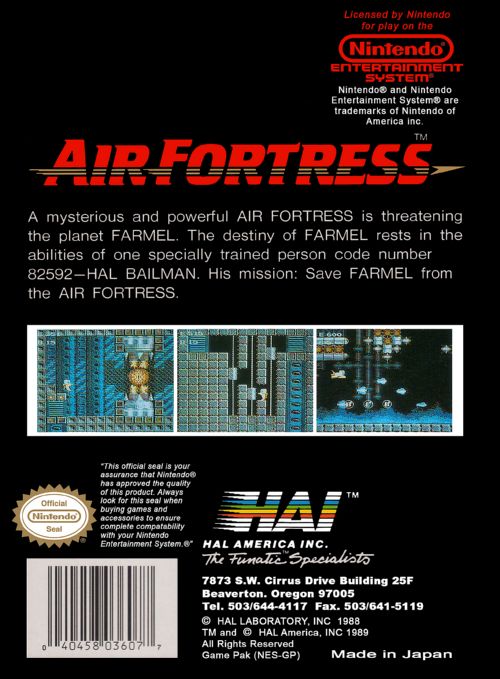 Licensed by Nintendo
for play on the
Nintendo®
ENTERTAINMENT
SYSTEM®
Nintendo® and Nintendo
Entertainment System® are
trademarks of Nintendo of
America inc.
AIR FORTRESS™
A mysterious and powerful AIR FORTRESS is threatening
the planet FARMEL. The destiny of FARMEL rests in the
abilities of one specially trained person code number
82592–HAL BAILMAN. His mission: Save FARMEL from
the AIR FORTRESS.
E-600
"This official seal is your
assurance that Nintendo®
has approved the quality
of this product. Always
look for this seal when
buying games and
accessories to ensure
complete compatability
with your Nintendo
Entertainment System.®"
Official
Nintendo
Seal
HAL™
HAL AMERICA INC.
The Funatic™ Specialists
7873 S.W. Cirrus Drive Building 25F
Beaverton. Oregon 97005
Tel. 503/644-4117 Fax. 503/641-5119
© HAL LABORATORY, INC 1988
TM and © HAL America, INC 1989
All Rights Reserved
Game Pak (NES-GP)
Made in Japan
0 40458 03607 7